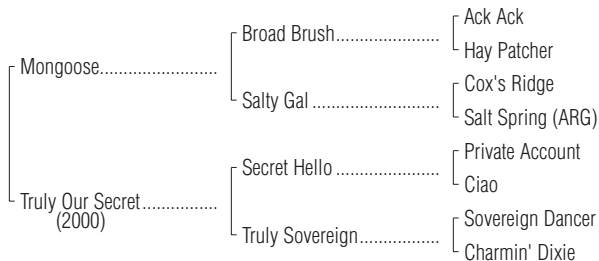 Ack Ack
Broad Brush..................
Hay Patcher
Mongoose.......................
Cox's Ridge
Salty Gal ......................
Salt Spring (ARG)
Private Account
Secret Hello ..................
Ciao
Truly Our Secret..............
(2000)
Sovereign Dancer
Truly Sovereign..............
Charmin' Dixie